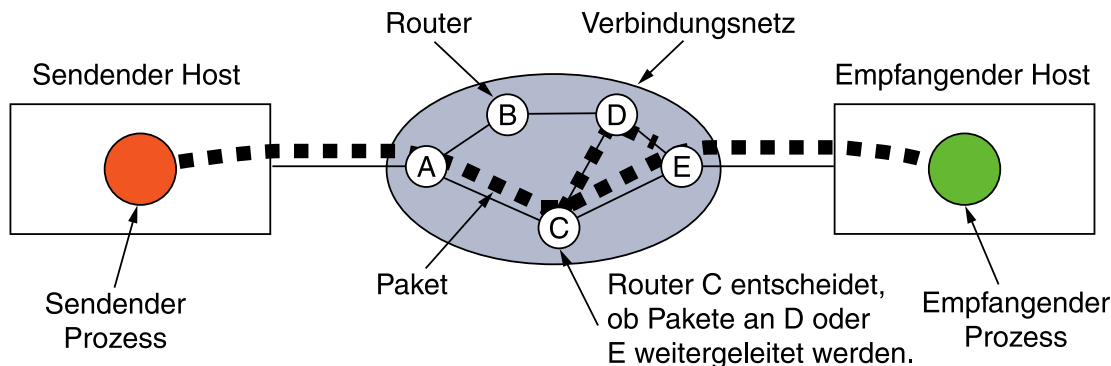 Router
Verbindungsnetz
Sendender Host
Empfangender Host
B
D
A
E
C
Paket
Sendender
Prozess
Router C entscheidet,
ob Pakete an D oder
E weitergeleitet werden.
Empfangender
Prozess